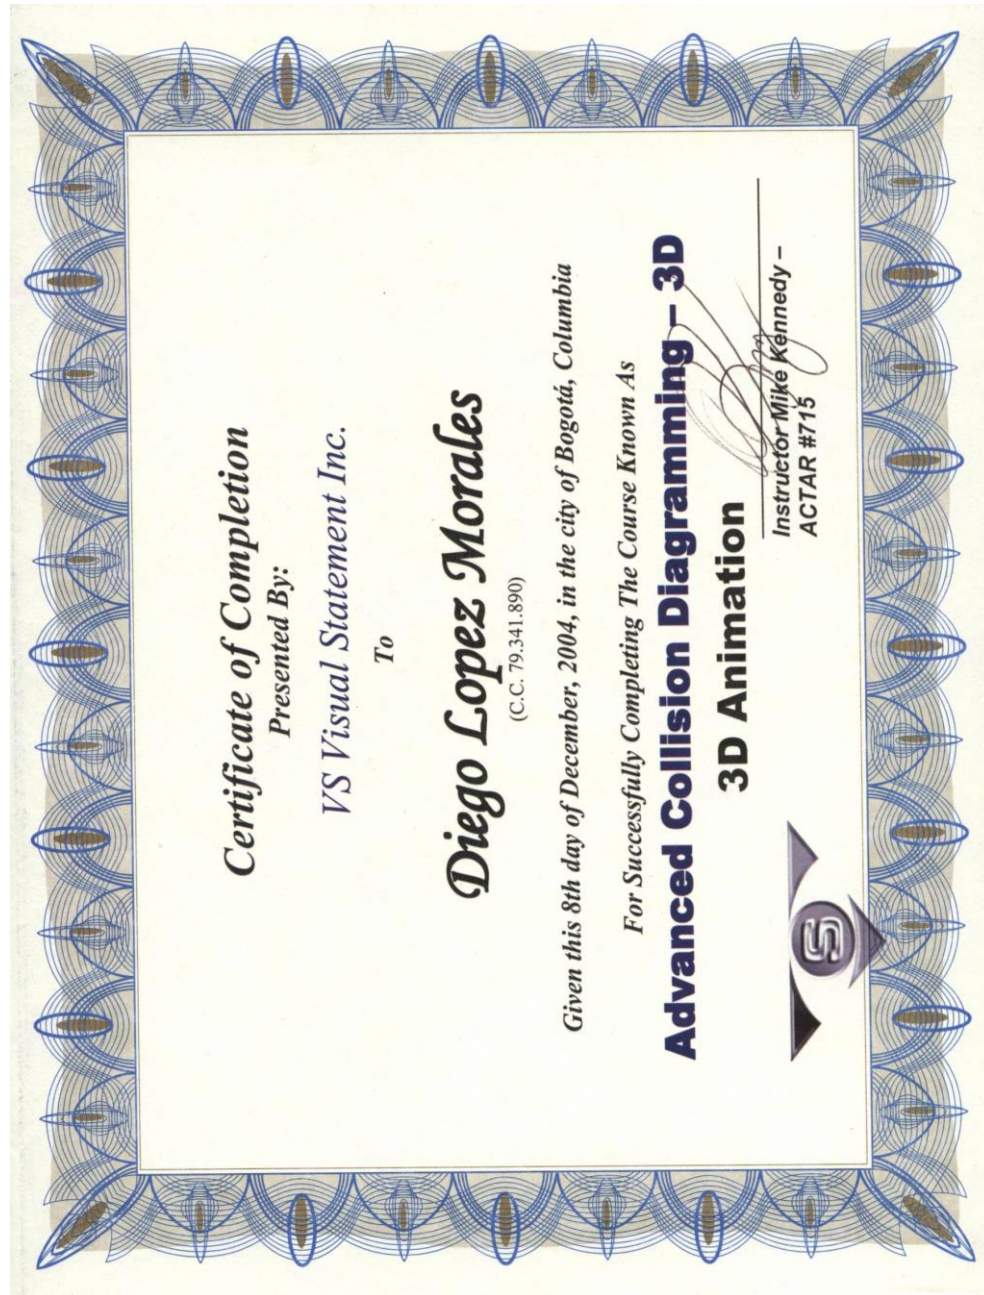 Certificate of Completion
Presented By:
VS Visual Statement Inc.
To
Diego Lopez Morales
(C.C. 79.341.890)
Given this 8th day of December, 2004, in the city of Bogotá, Columbia
For Successfully Completing The Course Known As
Advanced Collision Diagramming – 3D
3D Animation
S
Instructor Mike Kennedy –
ACTAR #715